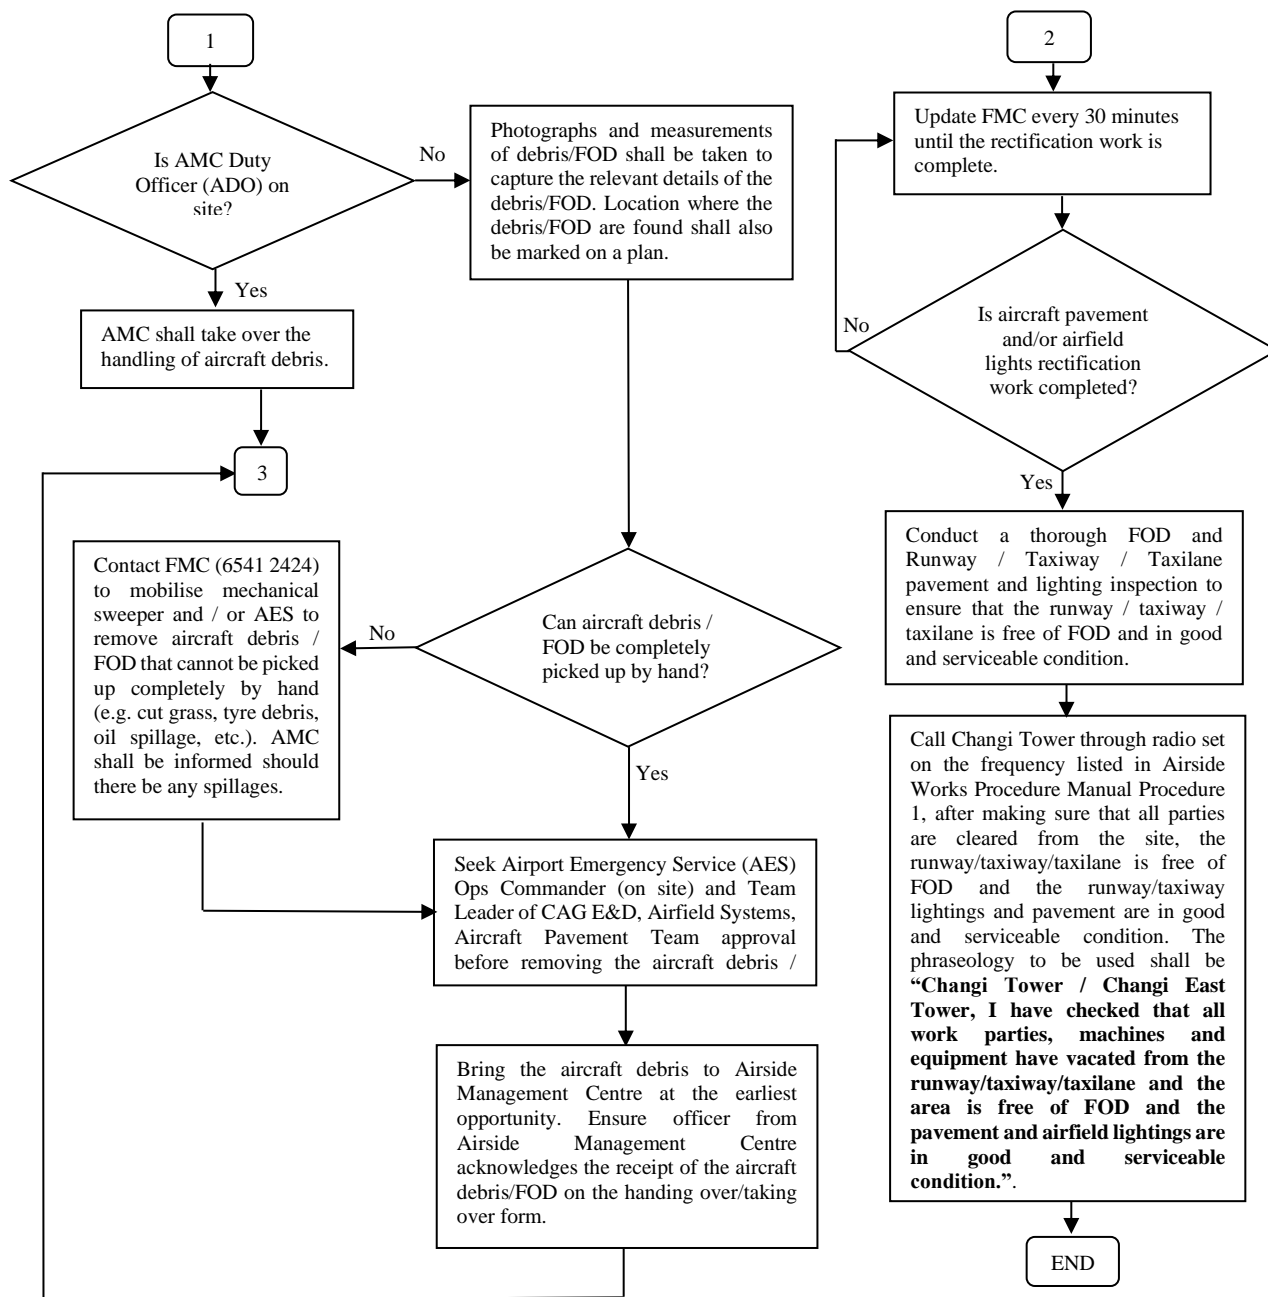 1
Is AMC Duty
Officer (ADO) on
site?
No
Yes
Photographs and measurements
of debris/FOD shall be taken to
capture the relevant details of the
debris/FOD. Location where the
debris/FOD are found shall also
be marked on a plan.
AMC shall take over the
handling of aircraft debris.
3
Contact FMC (6541 2424)
to mobilise mechanical
sweeper and / or AES to
remove aircraft debris /
FOD that cannot be picked
up completely by hand
(e.g. cut grass, tyre debris,
oil spillage, etc.). AMC
shall be informed should
there be any spillages.
No
Can aircraft debris /
FOD be completely
picked up by hand?
Yes
Seek Airport Emergency Service (AES)
Ops Commander (on site) and Team
Leader of CAG E&D, Airfield Systems,
Aircraft Pavement Team approval
before removing the aircraft debris /
Bring the aircraft debris to Airside
Management Centre at the earliest
opportunity. Ensure officer from
Airside Management Centre
acknowledges the receipt of the aircraft
debris/FOD on the handing over/taking
over form.
2
Update FMC every 30 minutes
until the rectification work is
complete.
No
Is aircraft pavement
and/or airfield
lights rectification
work completed?
Yes
Conduct a thorough FOD and
Runway / Taxiway / Taxilane
pavement and lighting inspection to
ensure that the runway / taxiway /
taxilane is free of FOD and in good
and serviceable condition.
Call Changi Tower through radio set
on the frequency listed in Airside
Works Procedure Manual Procedure
1, after making sure that all parties
are cleared from the site, the
runway/taxiway/taxilane is free of
FOD and the runway/taxiway
lightings and pavement are in good
and serviceable condition. The
phraseology to be used shall be
“Changi Tower / Changi East
Tower, I have checked that all
work parties, machines and
equipment have vacated from the
runway/taxiway/taxilane and the
area is free of FOD and the
pavement and airfield lightings are
in good and serviceable
condition.”.
END